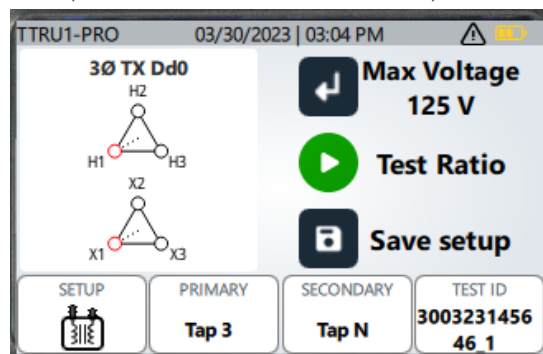 TTRU1-PRO 03/30/2023 | 03:04 PM
3Ø TX Dd0
H2
H1 H3
X2
X1 X3
Max Voltage
125 V
Test Ratio
Save setup
SETUP
PRIMARY
Tap 3
SECONDARY
Tap N
TEST ID
3003231456
46_1